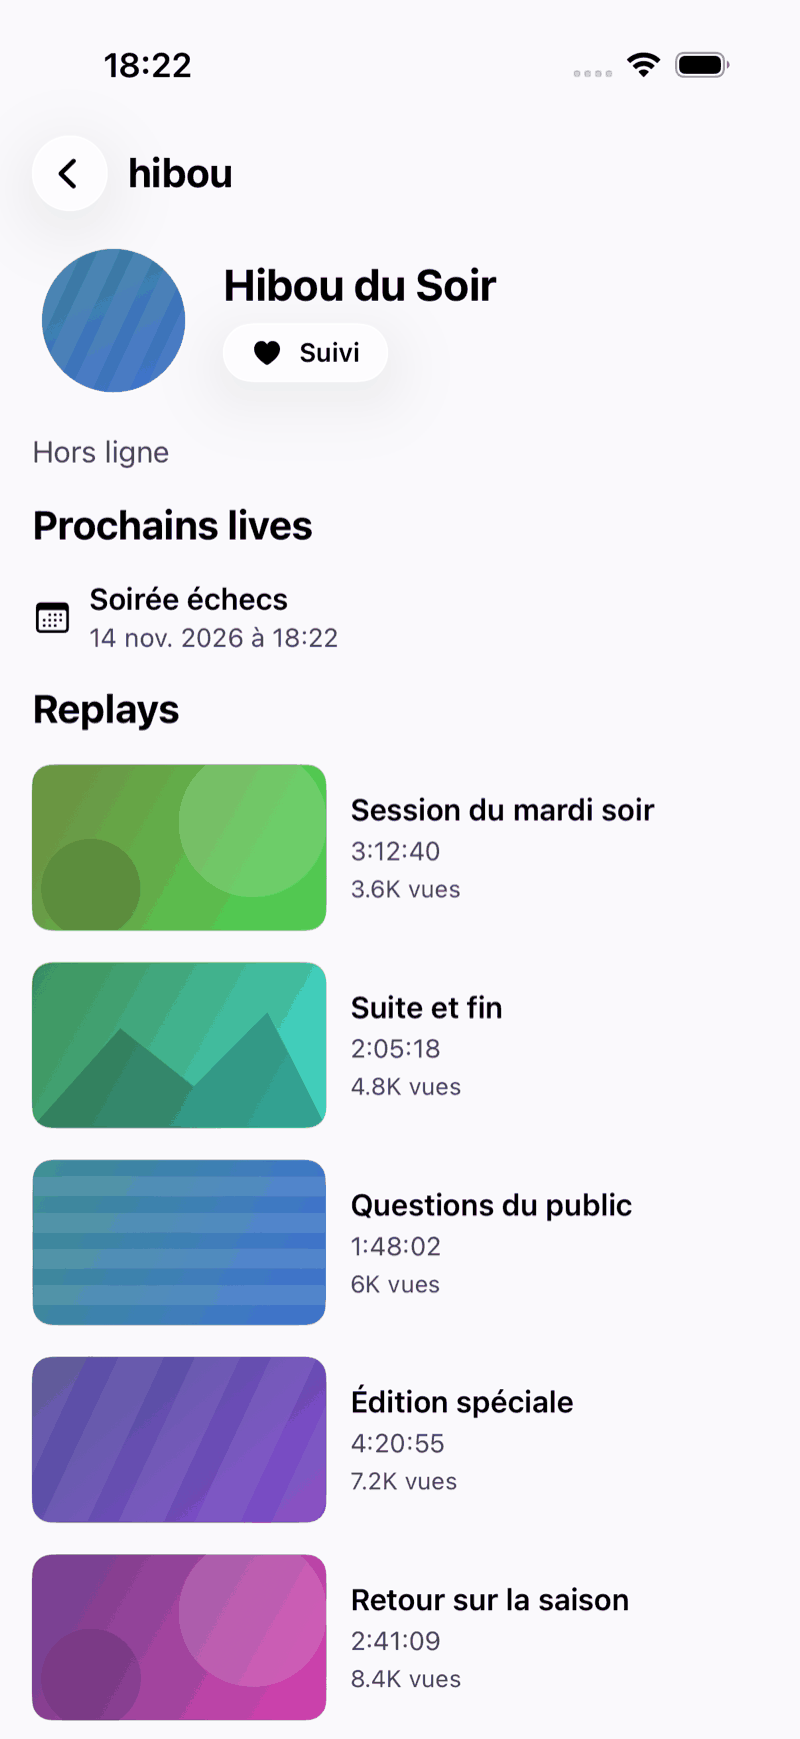 18:22
hibou
Hibou du Soir
Suivi
Hors ligne
Prochains lives
Soirée échecs
14 nov. 2026 à 18:22
Replays
Session du mardi soir
3:12:40
3.6K vues
Suite et fin
2:05:18
4.8K vues
Questions du public
1:48:02
6K vues
Édition spéciale
4:20:55
7.2K vues
Retour sur la saison
2:41:09
8.4K vues